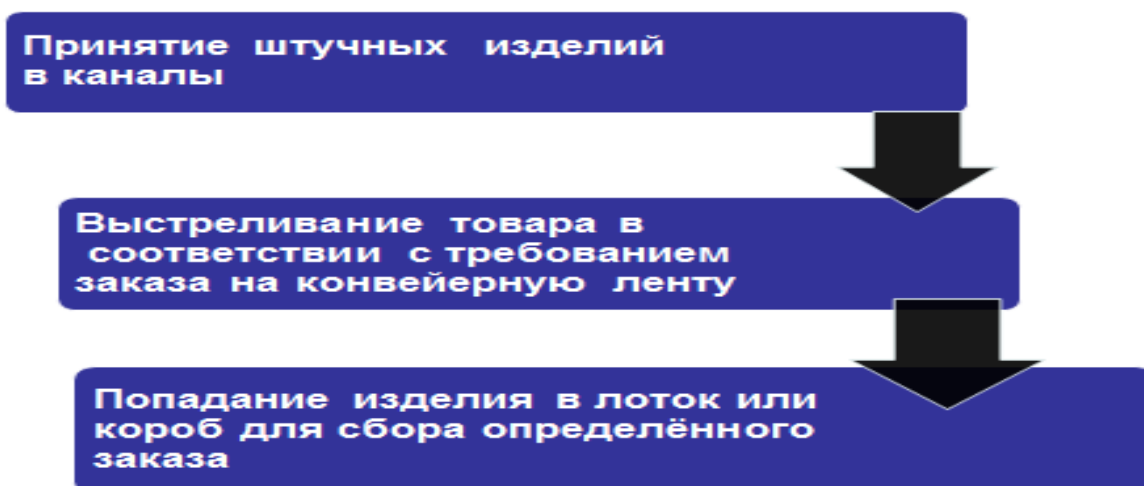 Принятие штучных изделий
в каналы
Выстреливание товара в
соответствии с требованием
заказа на конвейерную ленту
Попадание изделия в лоток или
короб для сбора определённого
заказа